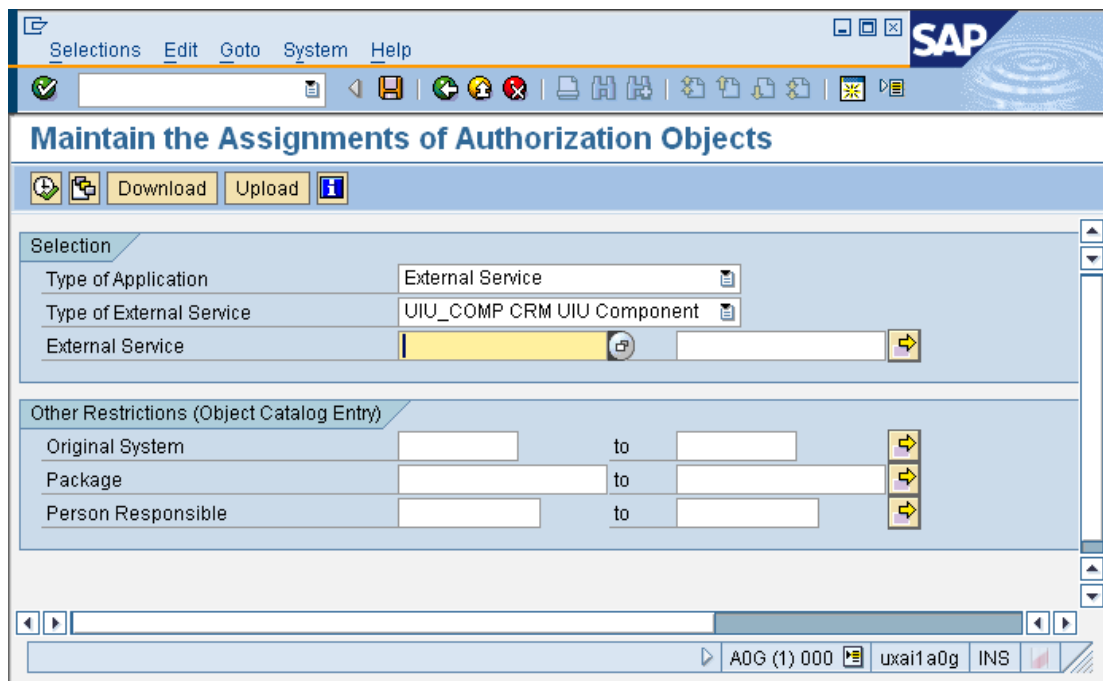 Selections Edit Goto System Help
SAP
Maintain the Assignments of Authorization Objects
Download Upload
Selection
Type of Application External Service
Type of External Service UIU_COMP CRM UIU Component
External Service
Other Restrictions (Object Catalog Entry)
Original System to
Package to
Person Responsible to
A0G (1) 000 uxai1a0g INS